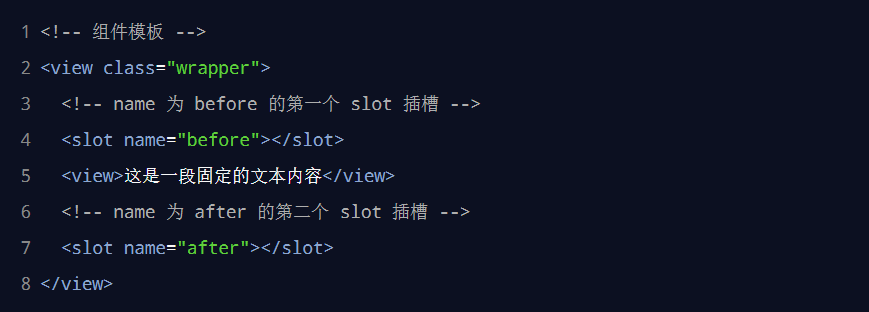 1 <!-- 组件模板 -->
2 <view class="wrapper">
3   <!-- name 为 before 的第一个 slot 插槽 -->
4   <slot name="before"></slot>
5   <view>这是一段固定的文本内容</view>
6   <!-- name 为 after 的第二个 slot 插槽 -->
7   <slot name="after"></slot>
8 </view>